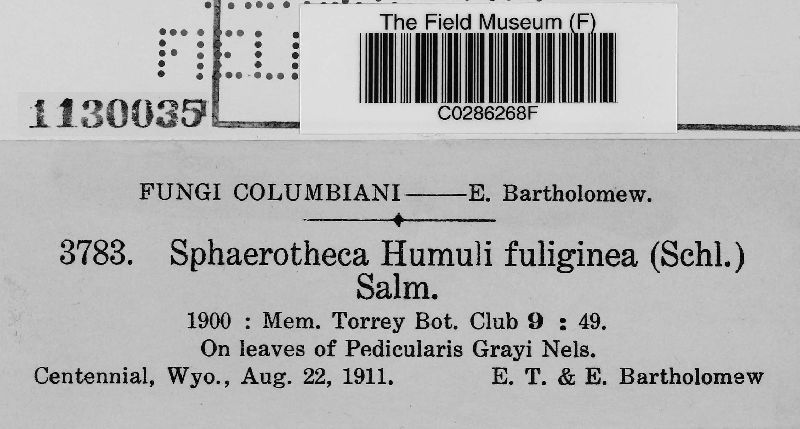 The Field Museum (F)
C0286268F
1130035
FUNGI COLUMBIANI——E. Bartholomew.
3783. Sphaerotheca Humuli fuliginea (Schl.)
Salm.
1900 : Mem. Torrey Bot. Club 9 : 49.
On leaves of Pedicularis Grayi Nels.
Centennial, Wyo., Aug. 22, 1911. E. T. & E. Bartholomew